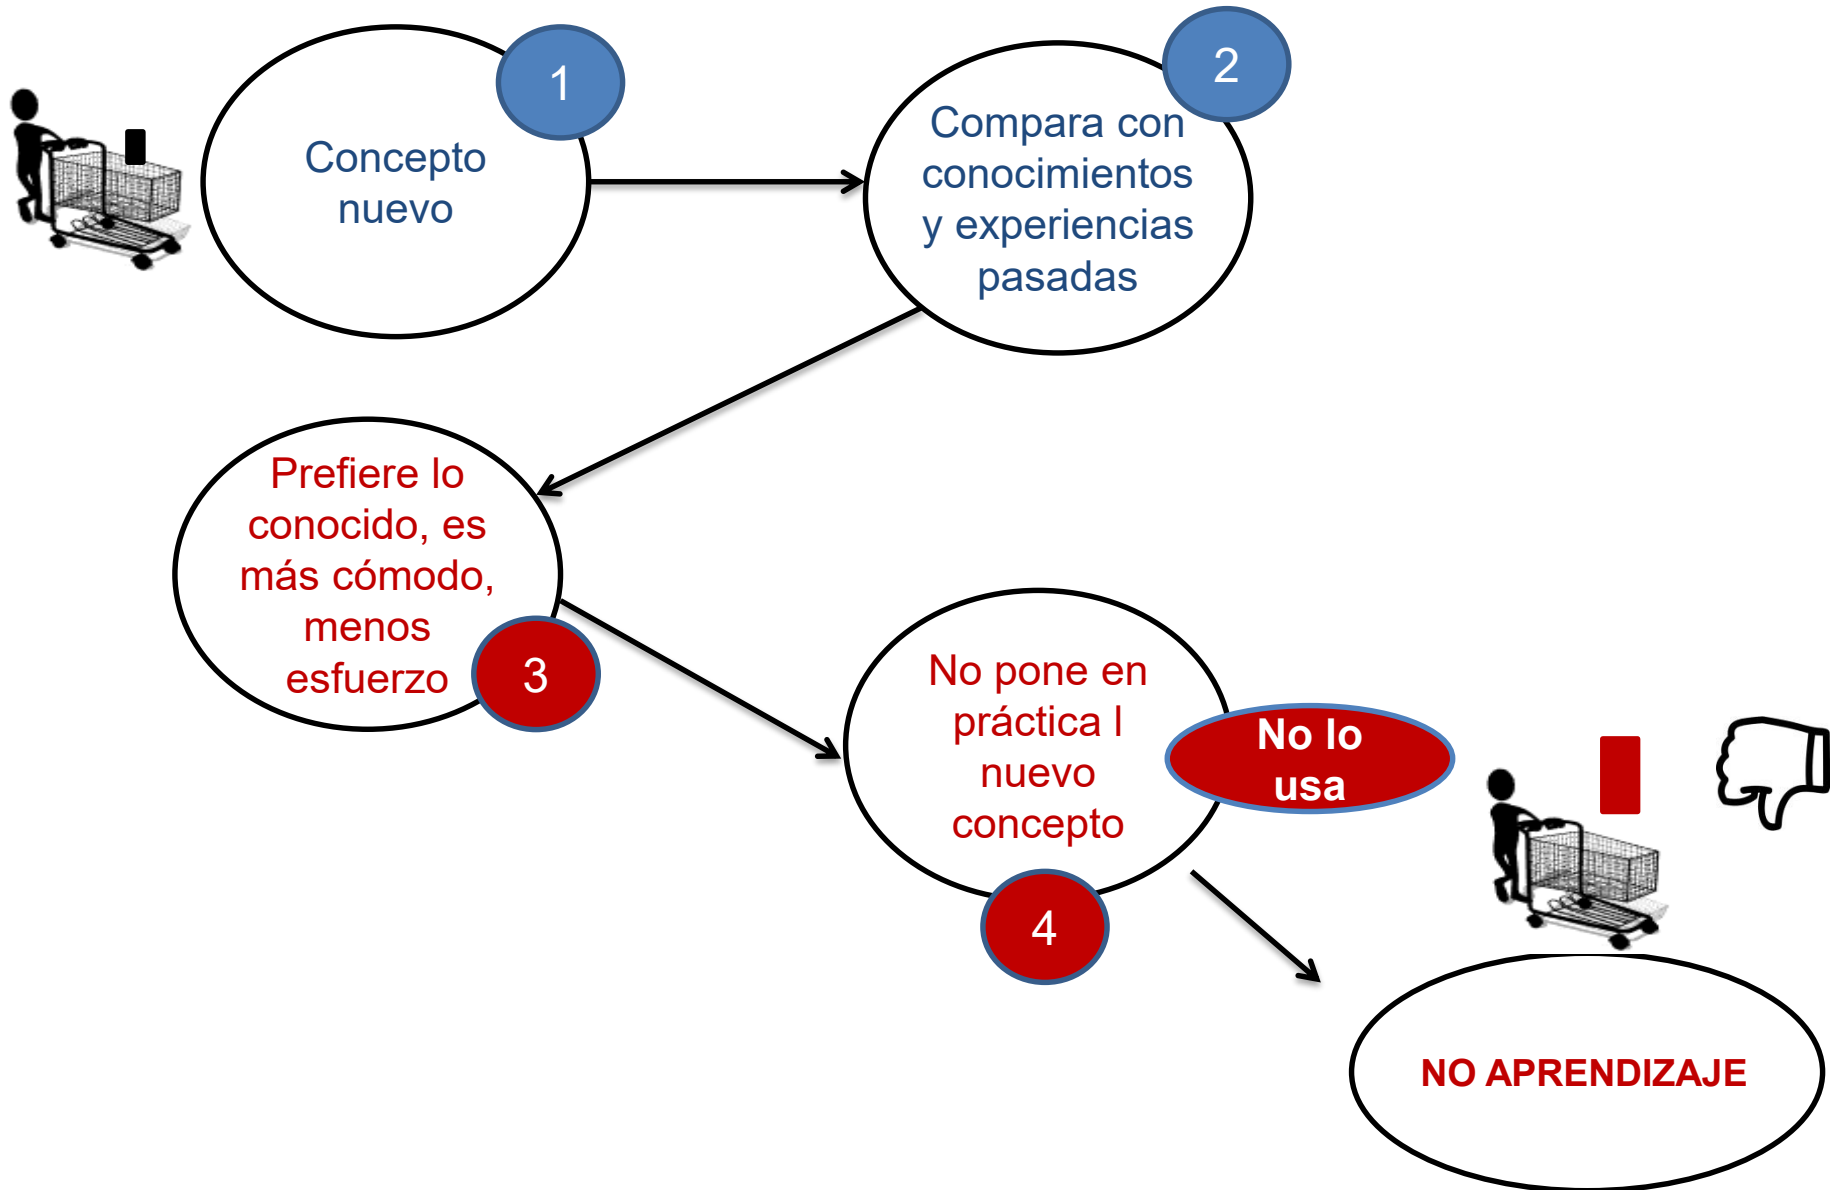 1
Concepto
nuevo
2
Compara con
conocimientos
y experiencias
pasadas
Prefiere lo
conocido, es
más cómodo,
menos
esfuerzo
3
No pone en
práctica l
nuevo
concepto
No lo
usa
4
NO APRENDIZAJE